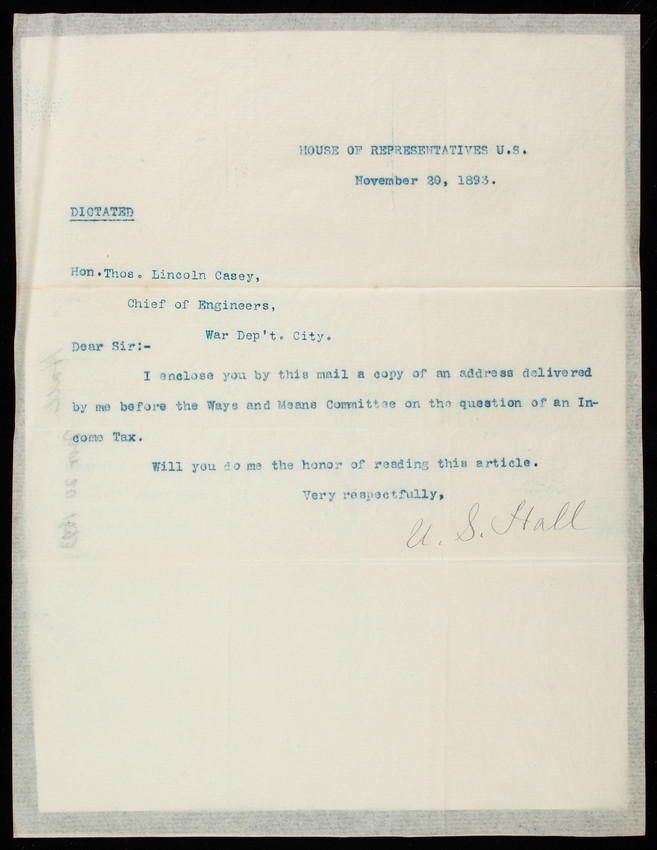 HOUSE OF REPRESENTATIVES U.S.
November 20, 1893.
DICTATED
Hon.Thos. Lincoln Casey,
Chief of Engineers,
War Dep't. City.
Dear Sir:-
I enclose you by this mail a copy of an address delivered
by me before the Ways and Means Committee on the question of an In-
come Tax.
Will you do me the honor of reading this article.
Very respectfully,
U. S. Hall